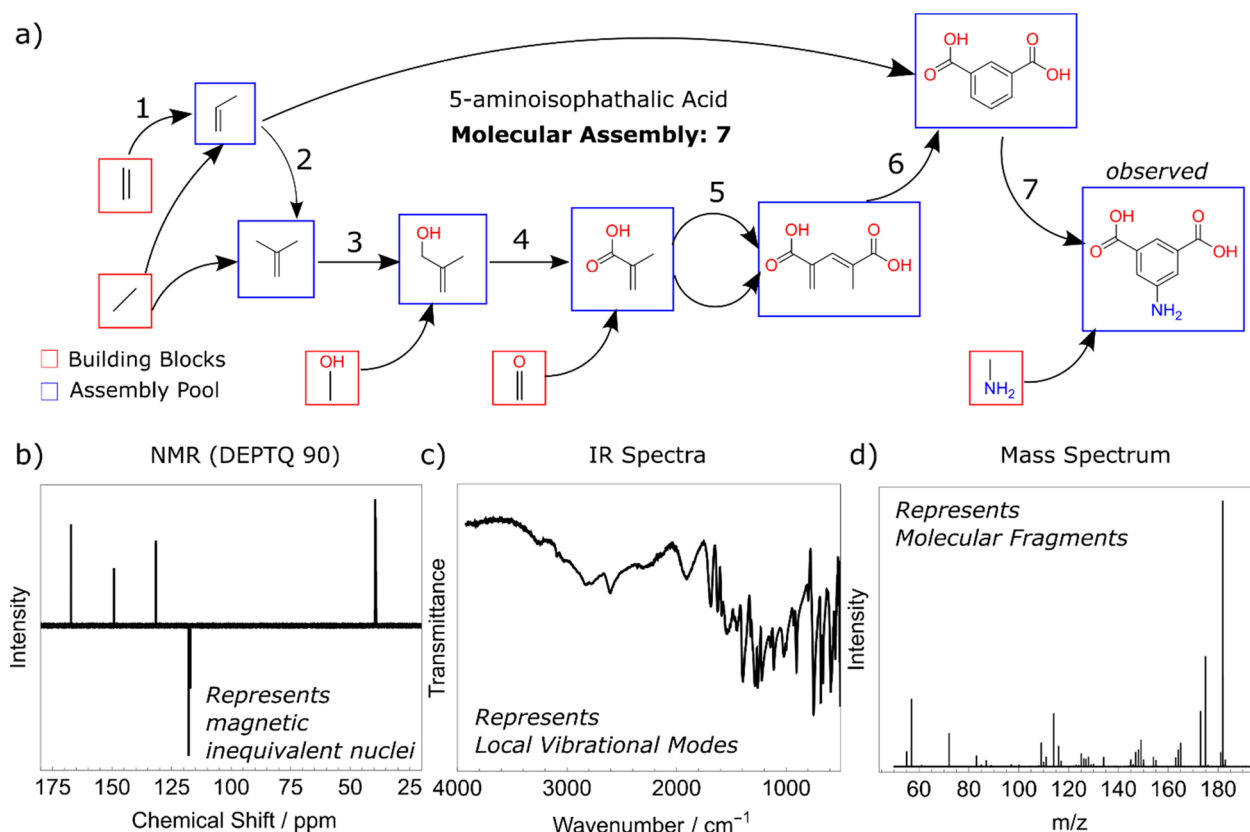 a)
OH
O
O
OH
1
5-aminoisophathalic Acid
Molecular Assembly: 7
2
6
7
observed
3
4
5
OH
OH
O
OH
O
O
OH
OH
O
O
OH
NH₂
OH
O
NH₂
Building Blocks
Assembly Pool
b)
NMR (DEPTQ 90)
Intensity
Represents
magnetic
inequivalent nuclei
175 150 125 100 75 50 25
Chemical Shift / ppm
c)
IR Spectra
Transmittance
Represents
Local Vibrational Modes
4000 3000 2000 1000
Wavenumber / cm⁻¹
d)
Mass Spectrum
Intensity
Represents
Molecular Fragments
60 80 100 120 140 160 180
m/z